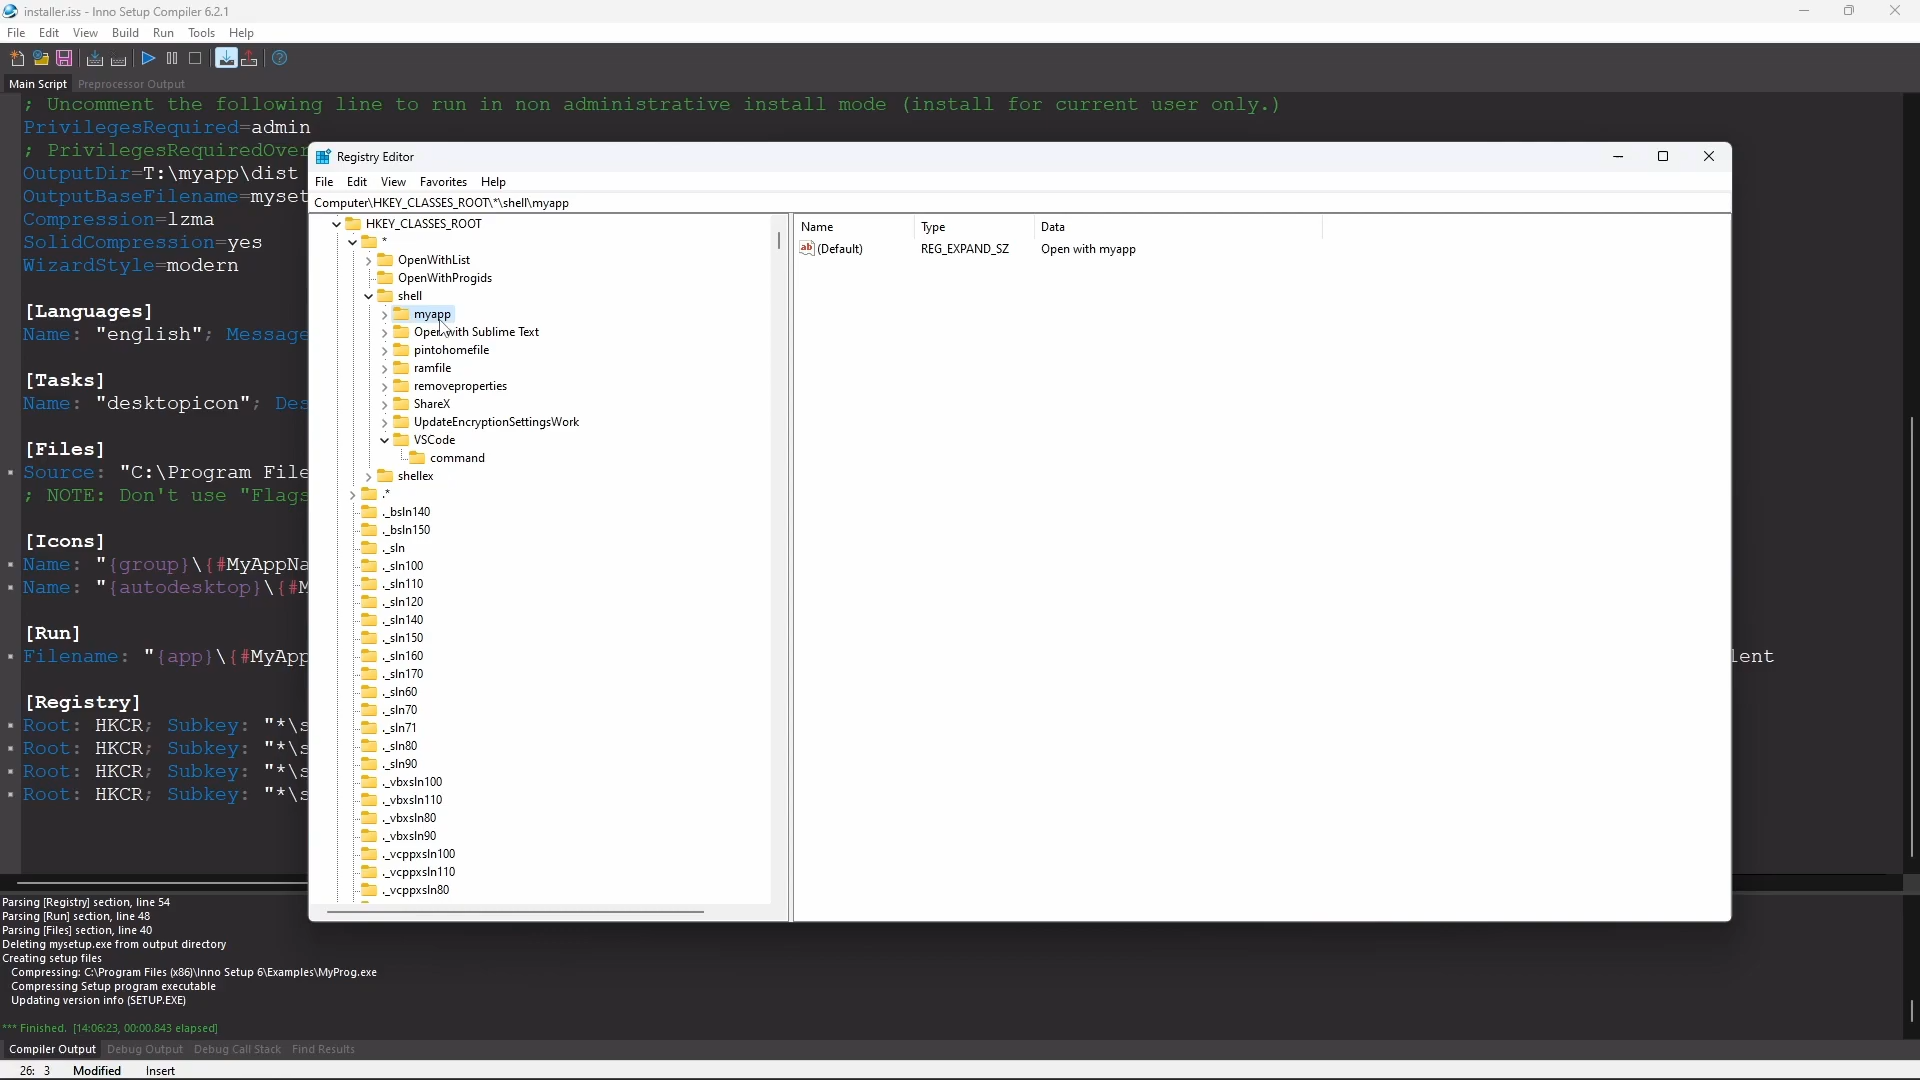 installer.iss - Inno Setup Compiler 6.2.1
File Edit View Build Run Tools Help
Main Script Preprocessor Output
; Uncomment the following line to run in non administrative install mode (install for current user only.)
PrivilegesRequired=admin
; PrivilegesRequiredOver
OutputDir=T:\myapp\dist
OutputBaseFilename=myset
Compression=lzma
SolidCompression=yes
WizardStyle=modern
[Languages]
Name: "english"; Message
[Tasks]
Name: "desktopicon"; Des
[Files]
Source: "C:\Program File
; NOTE: Don't use "Flags
[Icons]
Name: "{group}\{#MyAppNa
Name: "{autodesktop}\{#M
[Run]
Filename: "{app}\{#MyApp
lent
[Registry]
Root: HKCR; Subkey: "*\s
Root: HKCR; Subkey: "*\s
Root: HKCR; Subkey: "*\s
Root: HKCR; Subkey: "*\s
Registry Editor
File Edit View Favorites Help
Computer\HKEY_CLASSES_ROOT\*\shell\myapp
HKEY_CLASSES_ROOT
*
OpenWithList
OpenWithProgids
shell
myapp
Open with Sublime Text
pintohomefile
ramfile
removeproperties
ShareX
UpdateEncryptionSettingsWork
VSCode
command
shellex
.*
._bsln140
._bsln150
._sln
._sln100
._sln110
._sln120
._sln140
._sln150
._sln160
._sln170
._sln60
._sln70
._sln71
._sln80
._sln90
._vbxsln100
._vbxsln110
._vbxsln80
._vbxsln90
._vcppxsln100
._vcppxsln110
._vcppxsln80
Name Type Data
ab (Default) REG_EXPAND_SZ Open with myapp
Parsing [Registry] section, line 54
Parsing [Run] section, line 48
Parsing [Files] section, line 40
Deleting mysetup.exe from output directory
Creating setup files
Compressing: C:\Program Files (x86)\Inno Setup 6\Examples\MyProg.exe
Compressing Setup program executable
Updating version info (SETUP.EXE)
*** Finished. [14:06:23, 00:00.843 elapsed]
Compiler Output Debug Output Debug Call Stack Find Results
26: 3 Modified Insert